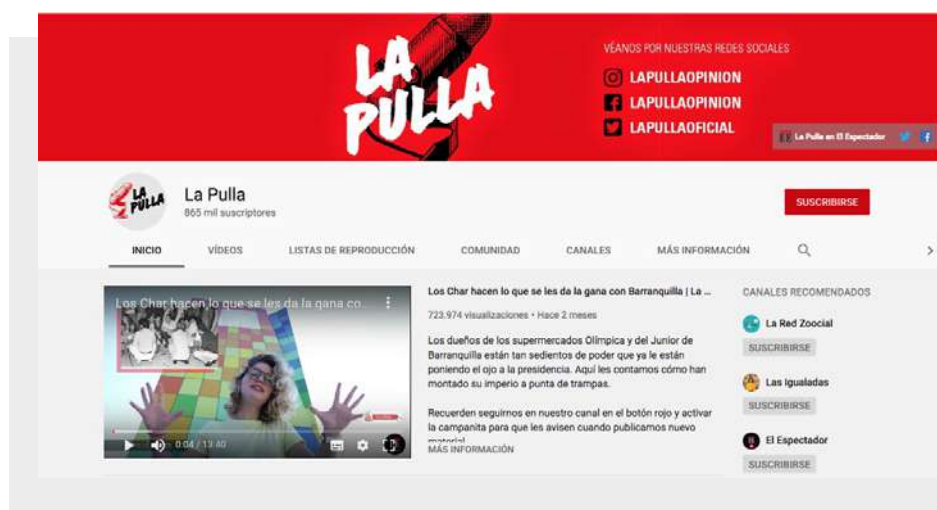 LA
PULLA
VÉANOS POR NUESTRAS REDES SOCIALES
LAPULLAOPINION
LAPULLAOPINION
LAPULLAOFICIAL
La Pulla en El Espectador
LA
PULLA
La Pulla
865 mil suscriptores
SUSCRIBIRSE
INICIO VÍDEOS LISTAS DE REPRODUCCIÓN COMUNIDAD CANALES MÁS INFORMACIÓN
Los Char hacen lo que se les da la gana co...
0:04 / 13:40
Los Char hacen lo que se les da la gana con Barranquilla | La ...
723.974 visualizaciones • Hace 2 meses
Los dueños de los supermercados Olímpica y del Junior de
Barranquilla están tan sedientos de poder que ya le están
poniendo el ojo a la presidencia. Aquí les contamos cómo han
montado su imperio a punta de trampas.
Recuerden seguirnos en nuestro canal en el botón rojo y activar
la campanita para que les avisen cuando publicamos nuevo
material
MÁS INFORMACIÓN
CANALES RECOMENDADOS
La Red Zoocial
SUSCRIBIRSE
Las Igualadas
SUSCRIBIRSE
El Espectador
SUSCRIBIRSE